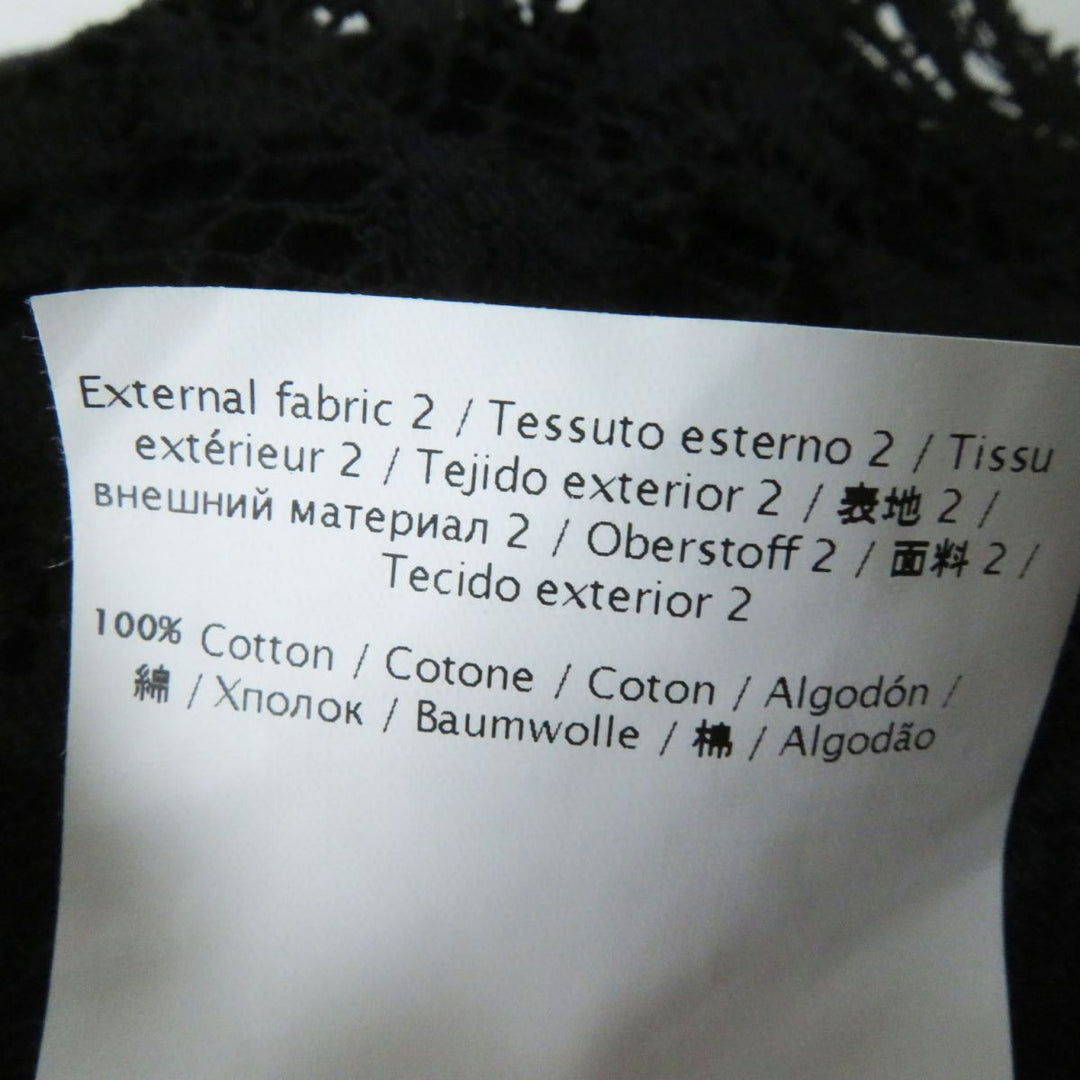 External fabric 2 / Tessuto esterno 2 / Tissu
extérieur 2 / Tejido exterior 2 / 表地 2 /
внешний материал 2 / Oberstoff 2 / 面料 2 /
Tecido exterior 2
100% Cotton / Cotone / Coton / Algodón /
綿 / Хполок / Baumwolle / 棉 / Algodão